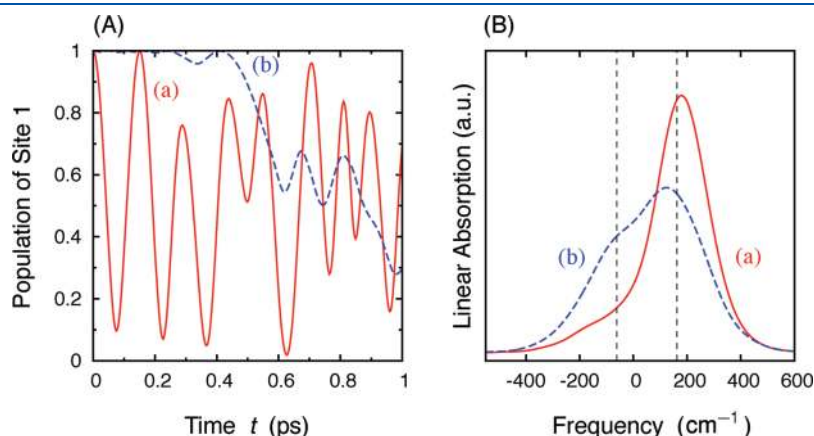 (A)
Population of Site 1
1
0.8
0.6
0.4
0.2
0
0
0.2
0.4
0.6
0.8
1
(a)
(b)
Time t (ps)
(B)
Linear Absorption (a.u.)
(b)
(a)
-400
-200
0
200
400
600
Frequency (cm⁻¹)